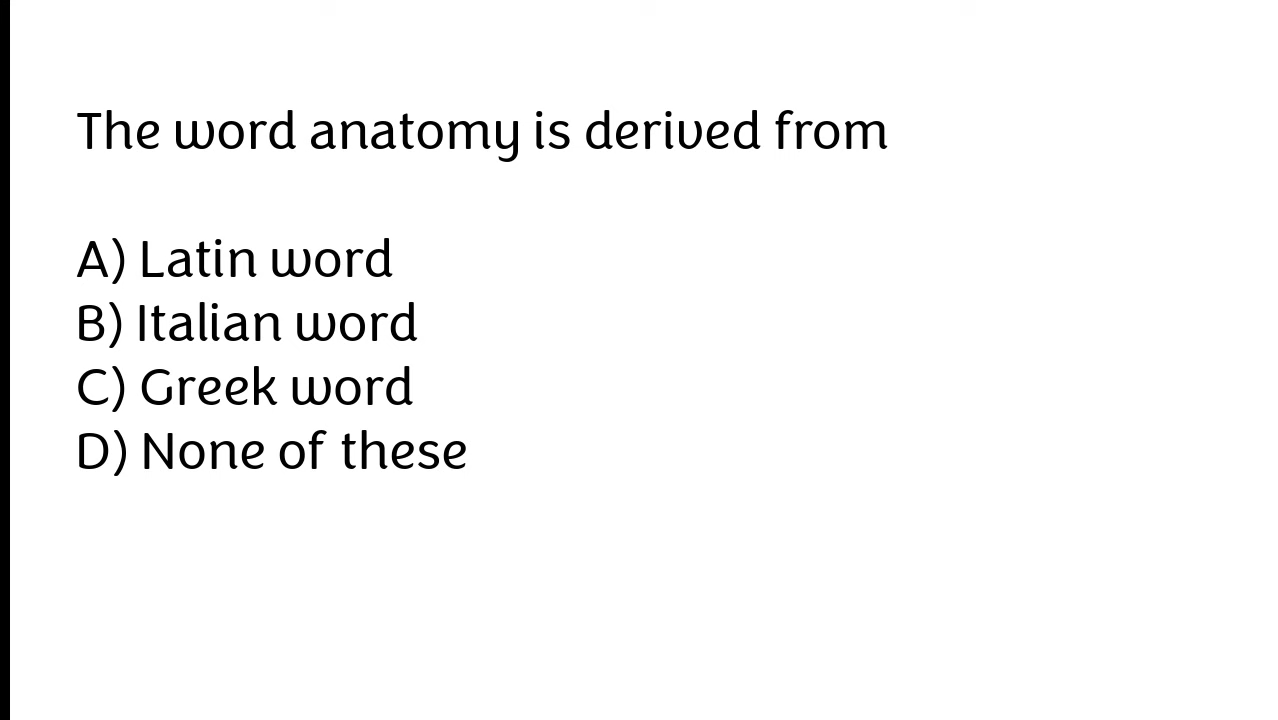 The word anatomy is derived from
A) Latin word
B) Italian word
C) Greek word
D) None of these